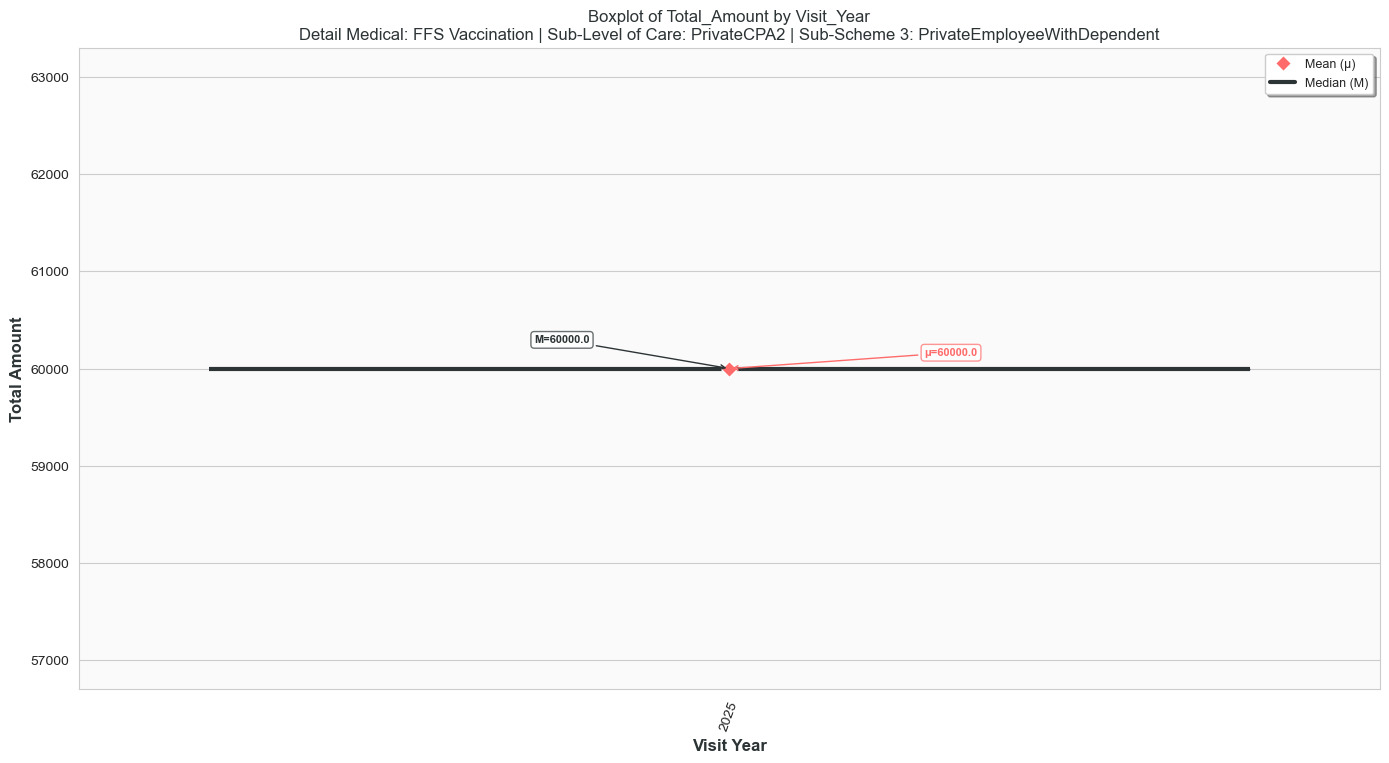 Boxplot of Total_Amount by Visit_Year
Detail Medical: FFS Vaccination | Sub-Level of Care: PrivateCPA2 | Sub-Scheme 3: PrivateEmployeeWithDependent
Mean (μ)
Median (M)
63000
62000
61000
60000
59000
58000
57000
Total Amount
M=60000.0
μ=60000.0
2025
Visit Year